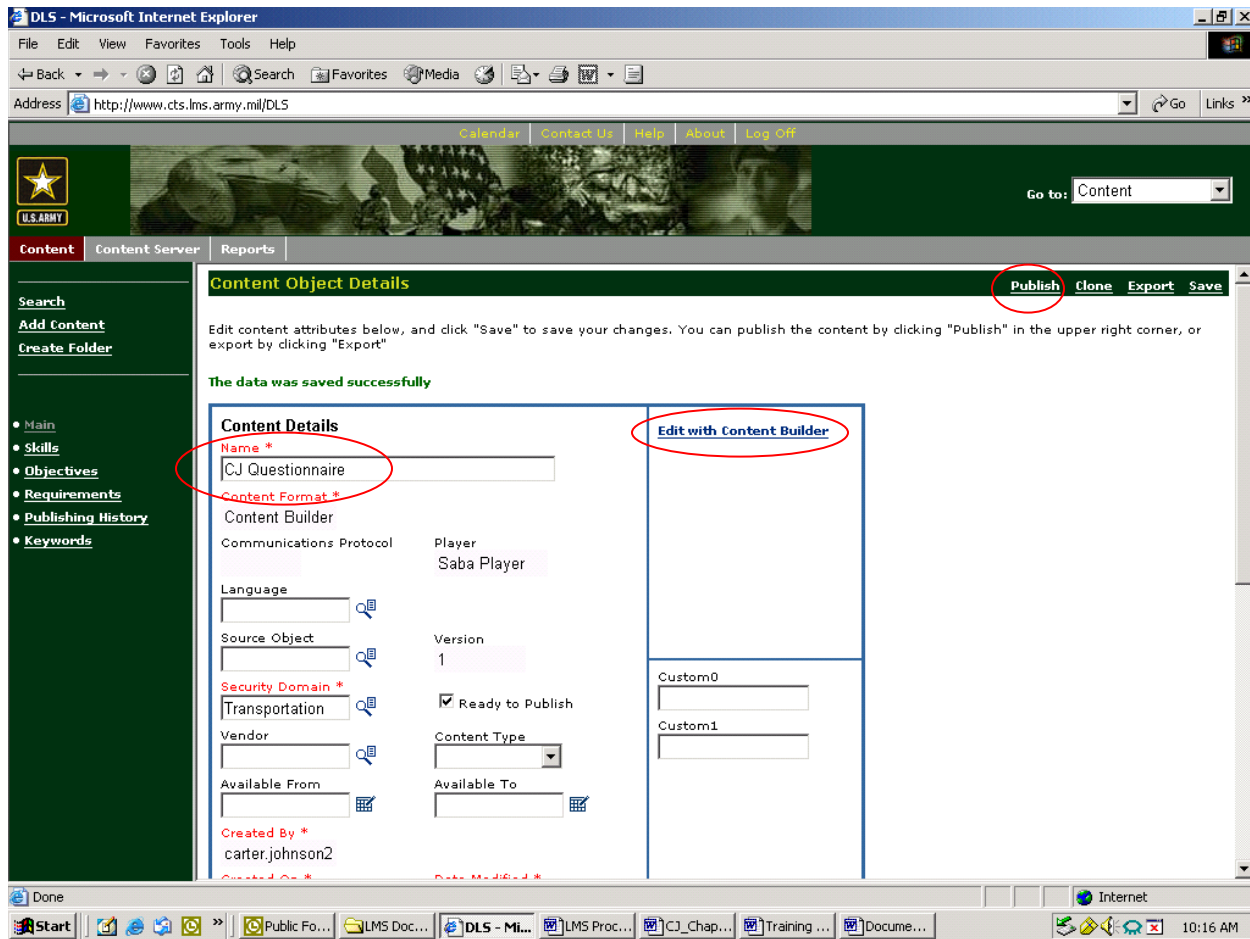 DLS - Microsoft Internet Explorer
File Edit View Favorites Tools Help
Back Search Favorites Media
Address http://www.cts.lms.army.mil/DLS Go Links »
Calendar Contact Us Help About Log Off
U.S.ARMY
Go to: Content
Content Content Server Reports
Content Object Details Publish Clone Export Save
Search
Add Content
Create Folder
Edit content attributes below, and click "Save" to save your changes. You can publish the content by clicking "Publish" in the upper right corner, or
export by clicking "Export"
The data was saved successfully
Main
Skills
Objectives
Requirements
Publishing History
Keywords
Content Details
Edit with Content Builder
Name *
CJ Questionnaire
Content Format *
Content Builder
Communications Protocol Player
Saba Player
Language
Source Object Version
1
Security Domain *
Transportation Ready to Publish
Vendor Content Type
Available From Available To
Custom0
Custom1
Created By *
carter.johnson2
Created On * Date Modified *
Done Internet
Start » Public Fo... LMS Doc... DLS - Mi... LMS Proc... CJ_Chap... Training ... Docume... 10:16 AM